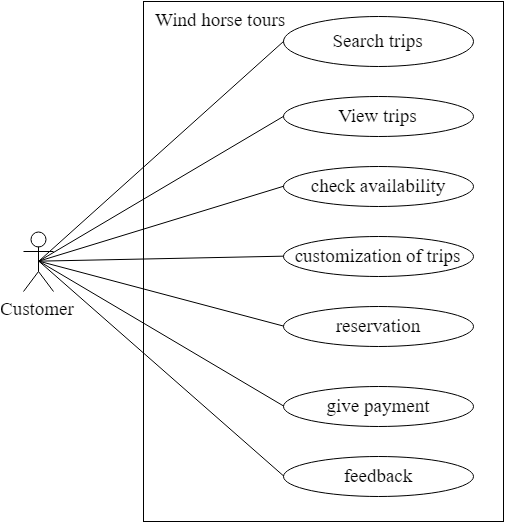 Wind horse tours
Search trips
View trips
check availability
customization of trips
Customer
reservation
give payment
feedback